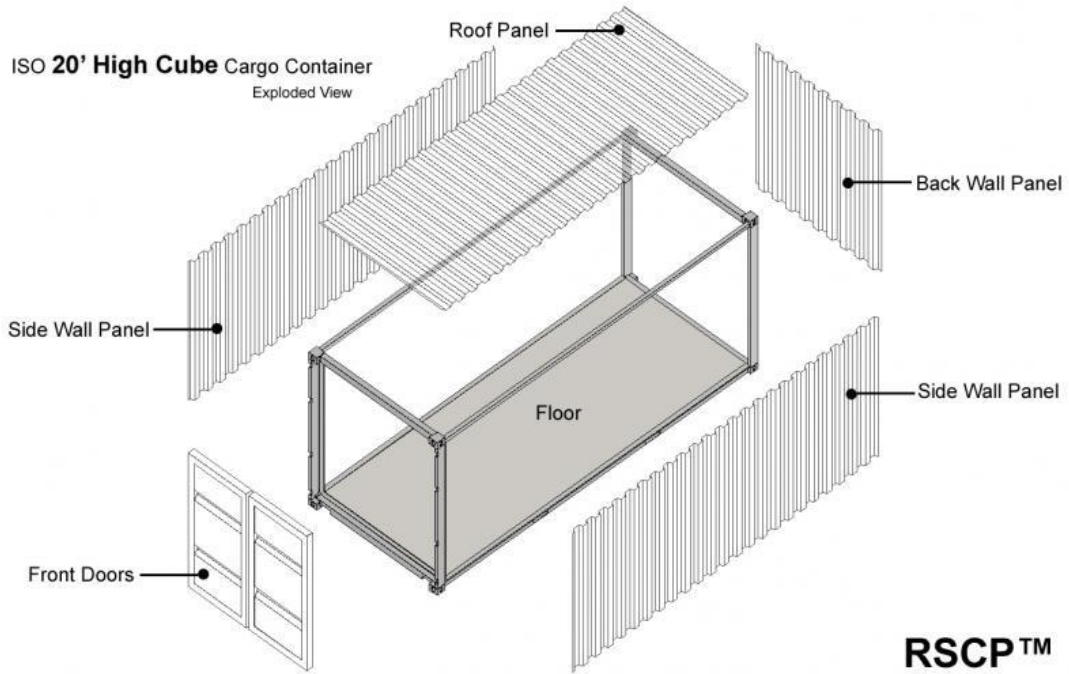 Roof Panel
ISO 20’ High Cube Cargo Container
Exploded View
Back Wall Panel
Side Wall Panel
Side Wall Panel
Floor
Front Doors
RSCP™